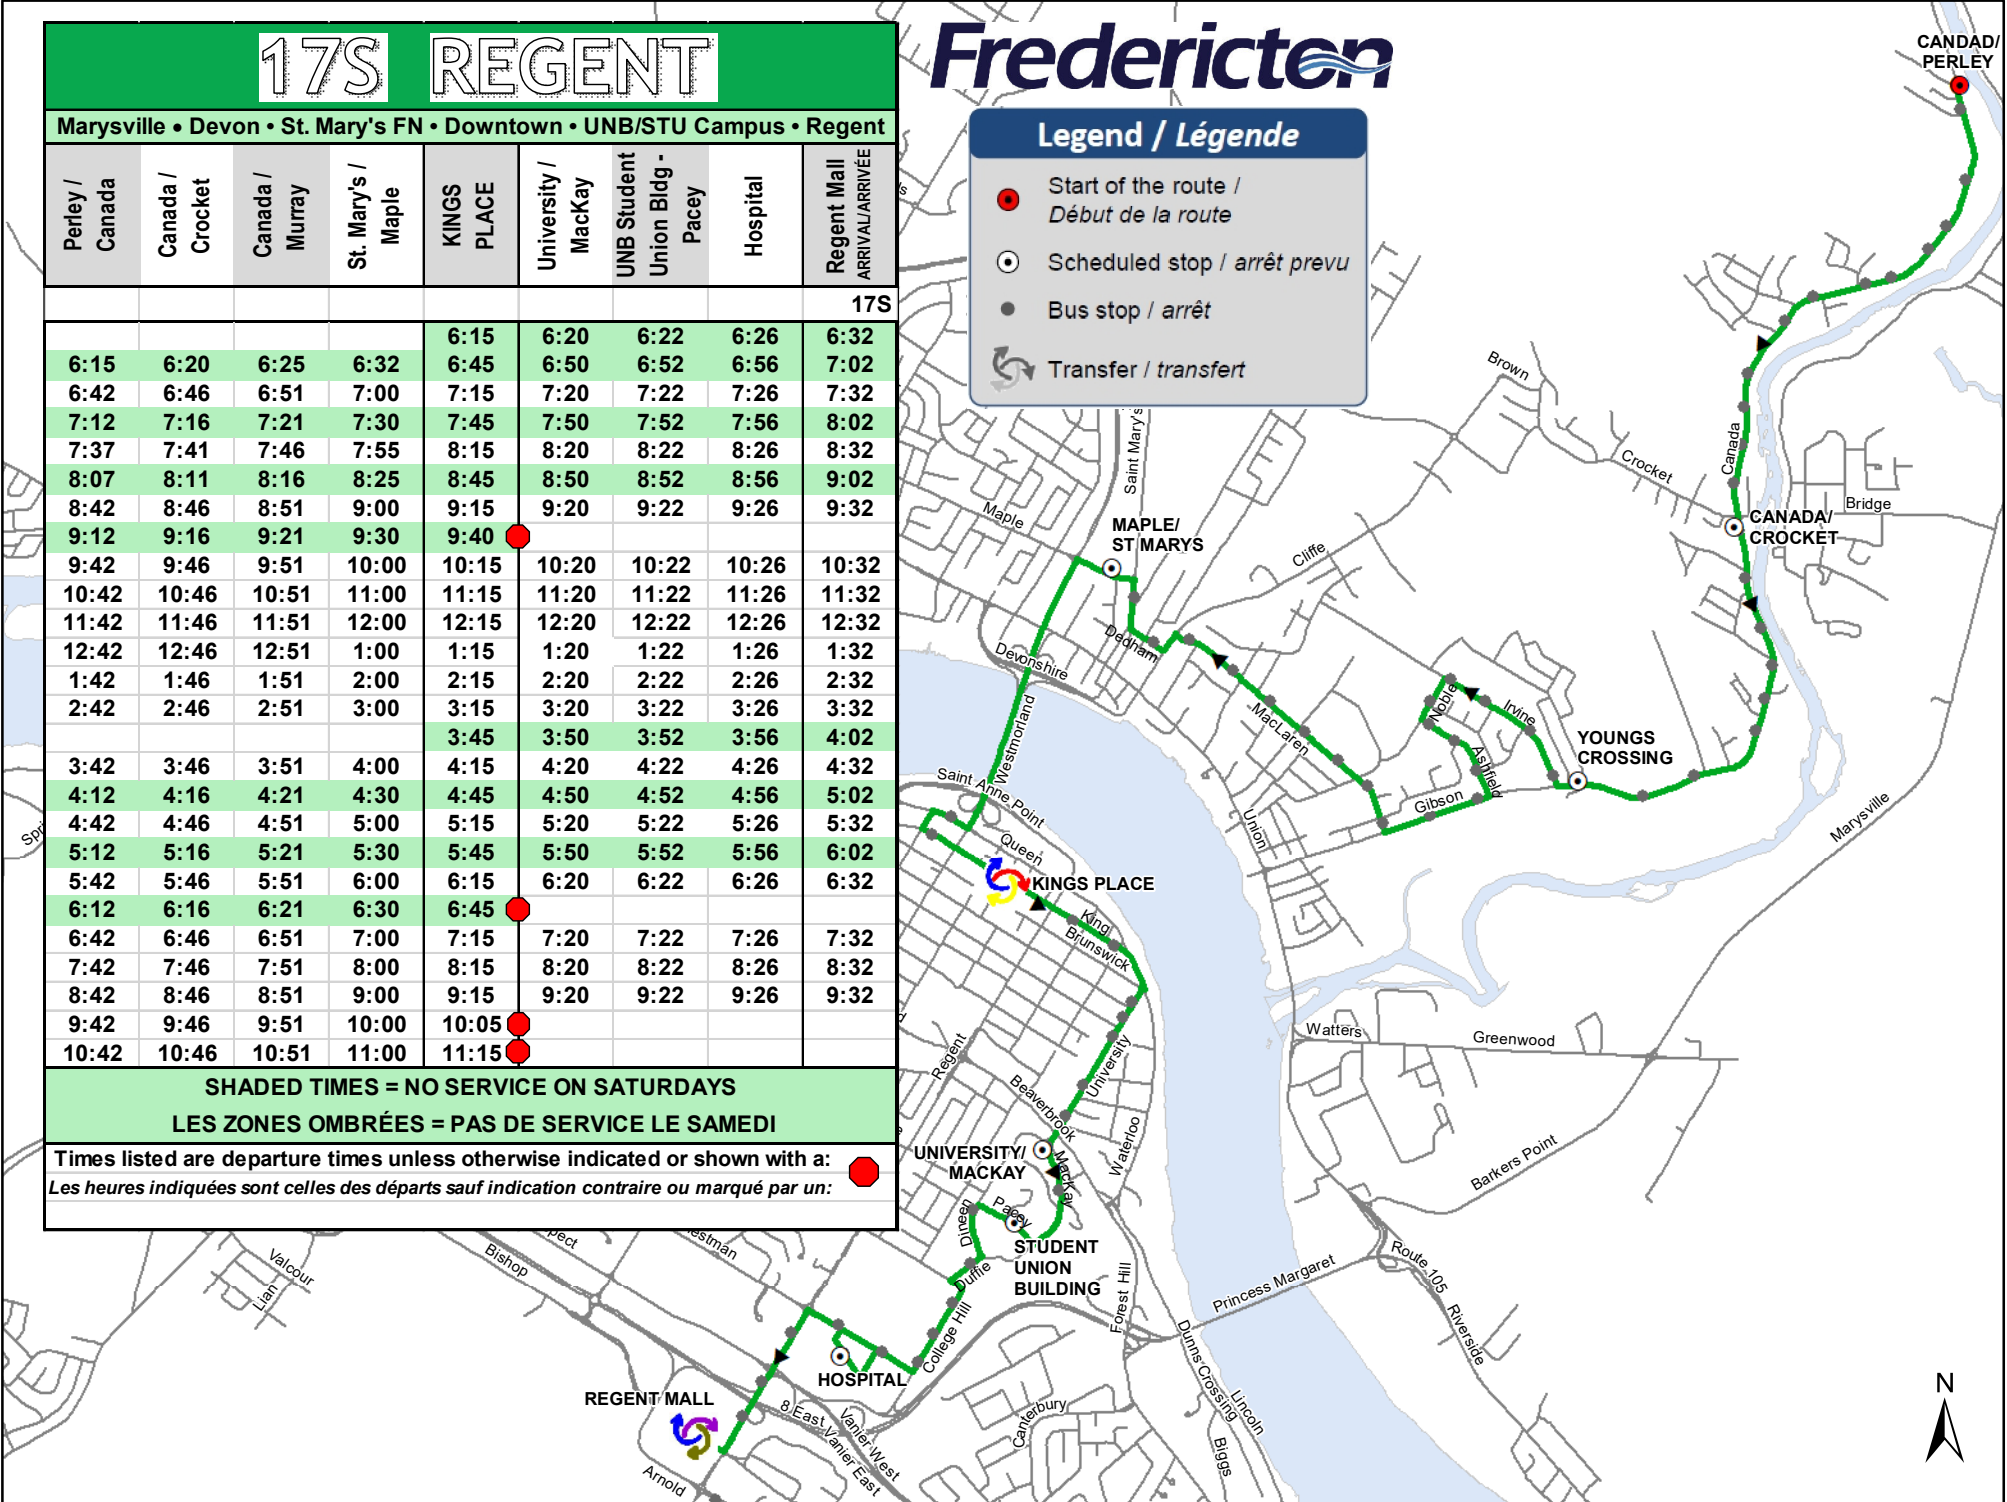 17S REGENT
Marysville • Devon • St. Mary's FN • Downtown • UNB/STU Campus • Regent
Perley / Canada
Canada / Crocket
Canada / Murray
St. Mary's / Maple
KINGS PLACE
University / MacKay
UNB Student Union Bldg - Pacey
Hospital
Regent Mall ARRIVAL/ARRIVÉE
17S
6:15 6:20 6:22 6:26 6:32
6:15 6:20 6:25 6:32 6:45 6:50 6:52 6:56 7:02
6:42 6:46 6:51 7:00 7:15 7:20 7:22 7:26 7:32
7:12 7:16 7:21 7:30 7:45 7:50 7:52 7:56 8:02
7:37 7:41 7:46 7:55 8:15 8:20 8:22 8:26 8:32
8:07 8:11 8:16 8:25 8:45 8:50 8:52 8:56 9:02
8:42 8:46 8:51 9:00 9:15 9:20 9:22 9:26 9:32
9:12 9:16 9:21 9:30 9:40
9:42 9:46 9:51 10:00 10:15 10:20 10:22 10:26 10:32
10:42 10:46 10:51 11:00 11:15 11:20 11:22 11:26 11:32
11:42 11:46 11:51 12:00 12:15 12:20 12:22 12:26 12:32
12:42 12:46 12:51 1:00 1:15 1:20 1:22 1:26 1:32
1:42 1:46 1:51 2:00 2:15 2:20 2:22 2:26 2:32
2:42 2:46 2:51 3:00 3:15 3:20 3:22 3:26 3:32
3:45 3:50 3:52 3:56 4:02
3:42 3:46 3:51 4:00 4:15 4:20 4:22 4:26 4:32
4:12 4:16 4:21 4:30 4:45 4:50 4:52 4:56 5:02
4:42 4:46 4:51 5:00 5:15 5:20 5:22 5:26 5:32
5:12 5:16 5:21 5:30 5:45 5:50 5:52 5:56 6:02
5:42 5:46 5:51 6:00 6:15 6:20 6:22 6:26 6:32
6:12 6:16 6:21 6:30 6:45
6:42 6:46 6:51 7:00 7:15 7:20 7:22 7:26 7:32
7:42 7:46 7:51 8:00 8:15 8:20 8:22 8:26 8:32
8:42 8:46 8:51 9:00 9:15 9:20 9:22 9:26 9:32
9:42 9:46 9:51 10:00 10:05
10:42 10:46 10:51 11:00 11:15
SHADED TIMES = NO SERVICE ON SATURDAYS
LES ZONES OMBRÉES = PAS DE SERVICE LE SAMEDI
Times listed are departure times unless otherwise indicated or shown with a:
Les heures indiquées sont celles des départs sauf indication contraire ou marqué par un:
Fredericton
Legend / Légende
Start of the route /
Début de la route
Scheduled stop / arrêt prevu
Bus stop / arrêt
Transfer / transfert
CANDAD/
PERLEY
Brown
Crocket
Canada
Bridge
CANADA/
CROCKET
Saint Mary's
Maple
MAPLE/
ST MARYS
Cliffe
Dedham
Devonshire
Westmorland
MacLaren
Noble
Irvine
Ashfield
Gibson
YOUNGS
CROSSING
Marysville
Union
Saint Anne Point
Queen
KINGS PLACE
King
Brunswick
Regent
University
Beaverbrook
Waterloo
Watters
Greenwood
Barkers Point
UNIVERSITY/
MACKAY
MacKay
Pacey
Dineen
STUDENT
UNION
BUILDING
Duffie
College Hill
Forest Hill
Princess Margaret
Route 105
Riverside
Dunns Crossing
Lincoln
Biggs
Canterbury
Valcour
Lian
Bishop
HOSPITAL
REGENT MALL
8 East
Vanier West
Vanier East
Arnold
N